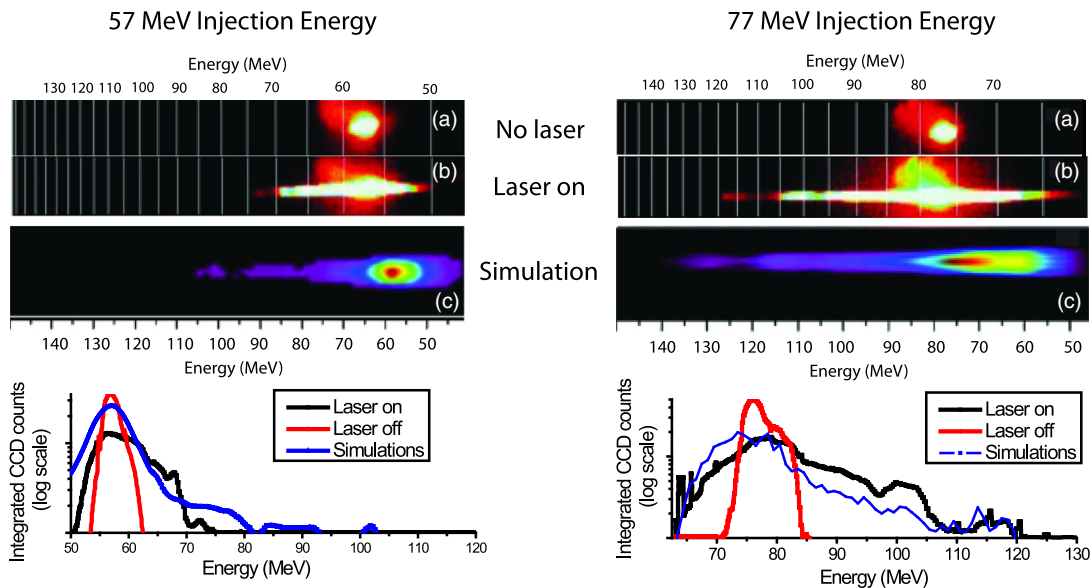 57 MeV Injection Energy
77 MeV Injection Energy
Energy (MeV)
130 120 110 100 90 80 70 60 50
(a)
No laser
(b)
Laser on
Simulation
(c)
140 130 120 110 100 90 80 70 60 50
Energy (MeV)
Energy (MeV)
140 130 120 110 100 90 80 70
(a)
(b)
(c)
140 130 120 110 100 90 80 70 60 50
Energy (MeV)
Integrated CCD counts
(log scale)
Laser on
Laser off
Simulations
50 60 70 80 90 100 110 120
Energy (MeV)
Integrated CCD counts
(log scale)
Laser on
Laser off
Simulations
70 80 90 100 110 120 130
Energy (MeV)